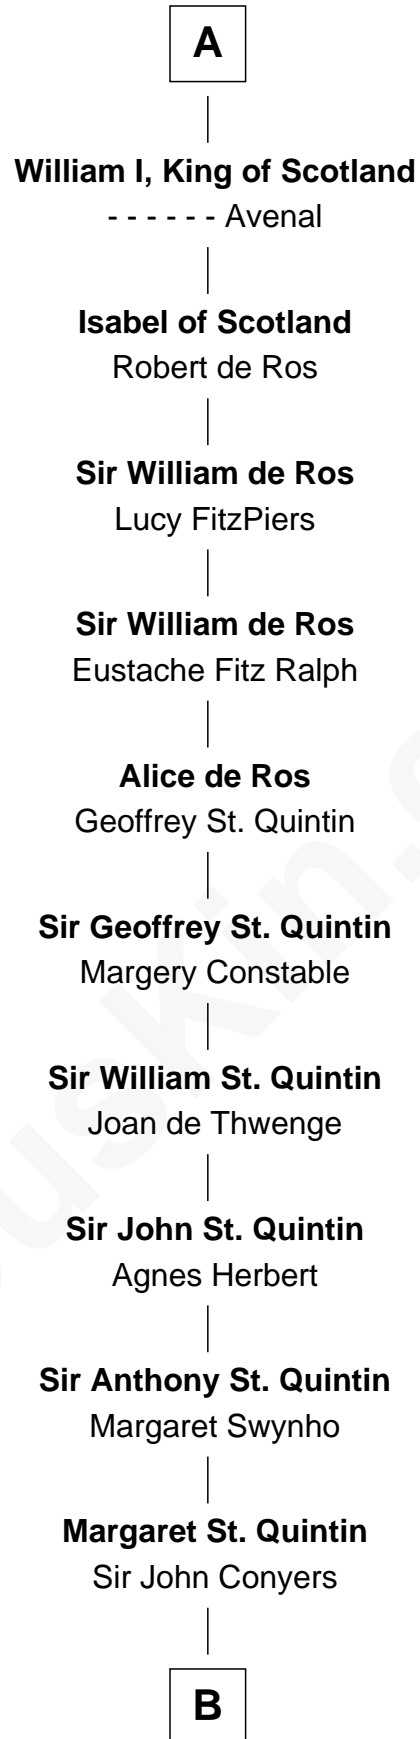 A
William I, King of Scotland
- - - - - - Avenal
Isabel of Scotland
Robert de Ros
Sir William de Ros
Lucy FitzPiers
Sir William de Ros
Eustache Fitz Ralph
Alice de Ros
Geoffrey St. Quintin
Sir Geoffrey St. Quintin
Margery Constable
Sir William St. Quintin
Joan de Thwenge
Sir John St. Quintin
Agnes Herbert
Sir Anthony St. Quintin
Margaret Swynho
Margaret St. Quintin
Sir John Conyers
B